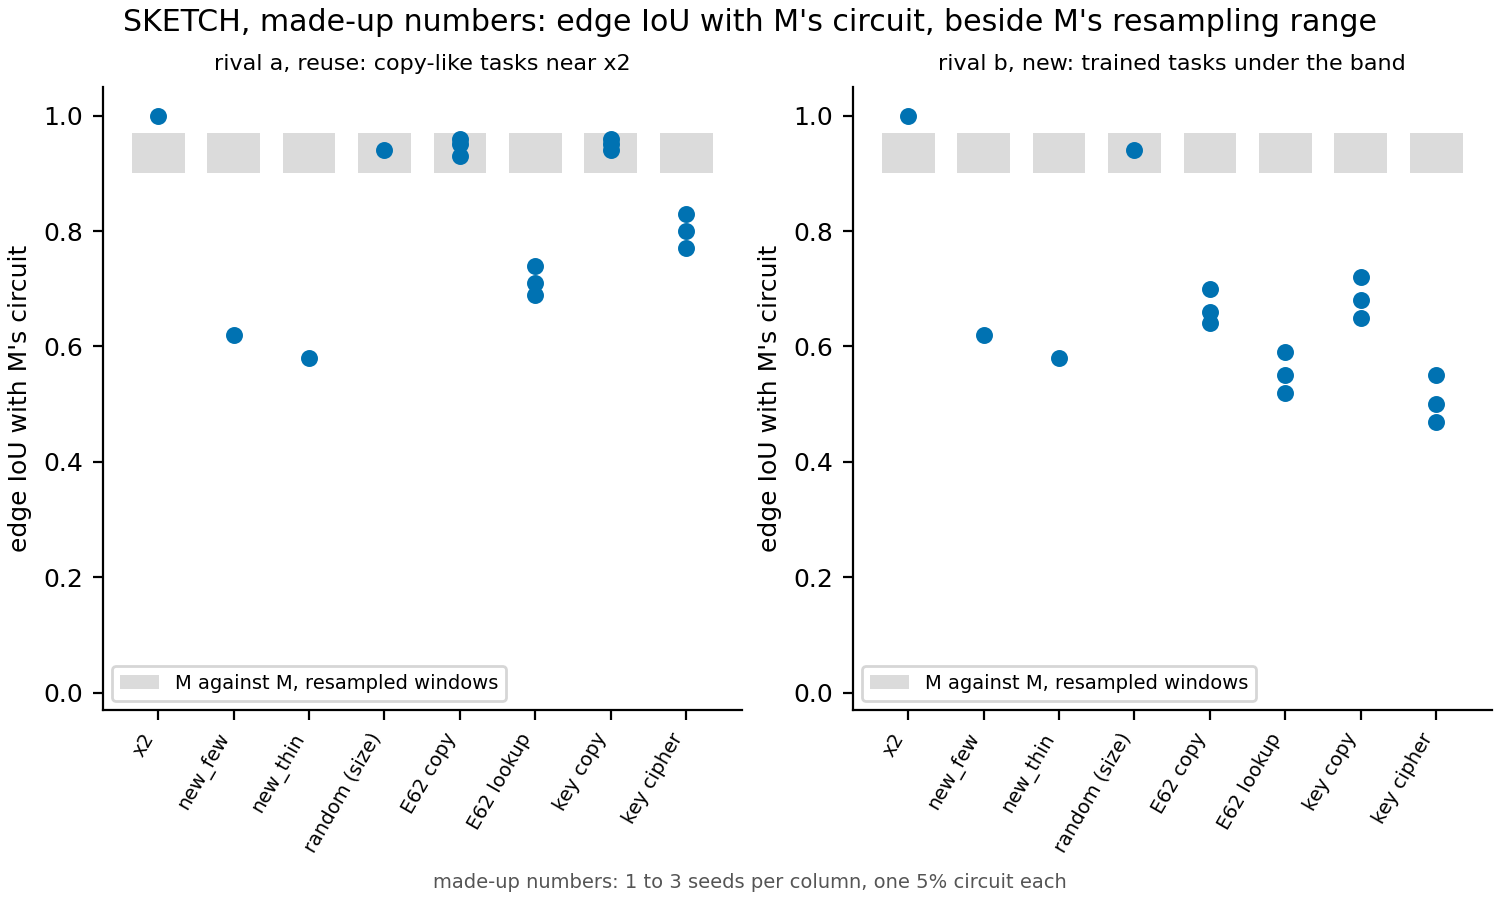 SKETCH, made-up numbers: edge IoU with M's circuit, beside M's resampling range
rival a, reuse: copy-like tasks near x2
edge IoU with M's circuit
1.0
0.8
0.6
0.4
0.2
0.0
M against M, resampled windows
x2
new_few
new_thin
random (size)
E62 copy
E62 lookup
key copy
key cipher
rival b, new: trained tasks under the band
edge IoU with M's circuit
1.0
0.8
0.6
0.4
0.2
0.0
M against M, resampled windows
x2
new_few
new_thin
random (size)
E62 copy
E62 lookup
key copy
key cipher
made-up numbers: 1 to 3 seeds per column, one 5% circuit each